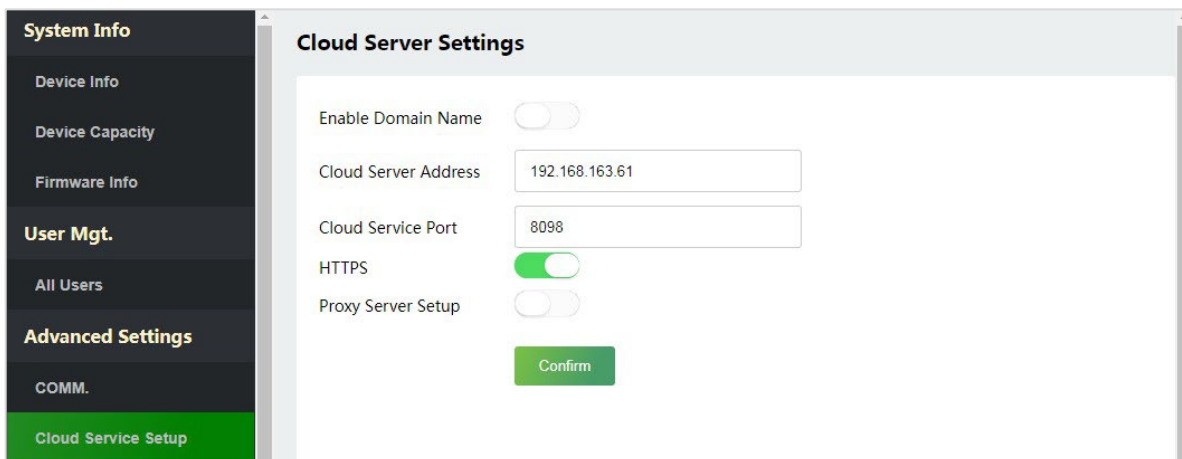 System Info
Device Info
Device Capacity
Firmware Info
User Mgt.
All Users
Advanced Settings
COMM.
Cloud Service Setup
Cloud Server Settings
Enable Domain Name
Cloud Server Address 192.168.163.61
Cloud Service Port 8098
HTTPS
Proxy Server Setup
Confirm